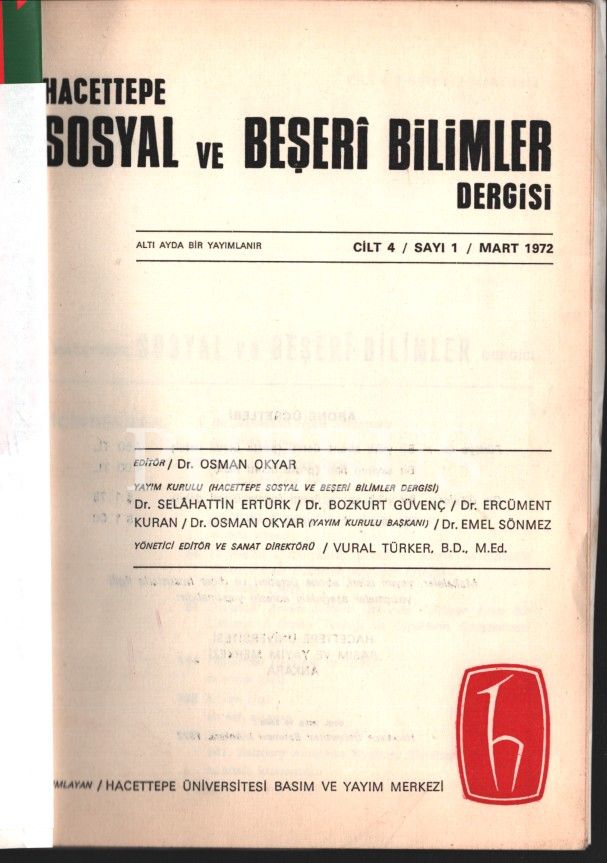 HACETTEPE
SOSYAL VE BEŞERÎ BİLİMLER
DERGİSİ
ALTI AYDA BİR YAYIMLANIR CİLT 4 / SAYI 1 / MART 1972
EDİTÖR / Dr. OSMAN OKYAR
YAYIM KURULU (HACETTEPE SOSYAL VE BEŞERİ BİLİMLER DERGİSİ)
Dr. SELÂHATTİN ERTÜRK / Dr. BOZKURT GÜVENÇ / Dr. ERCÜMENT
KURAN / Dr. OSMAN OKYAR (YAYIM KURULU BAŞKANI) / Dr. EMEL SÖNMEZ
YÖNETİCİ EDİTÖR VE SANAT DİREKTÖRÜ / VURAL TÜRKER, B.D., M.Ed.
/ HACETTEPE ÜNİVERSİTESİ BASIM VE YAYIM MERKEZİ